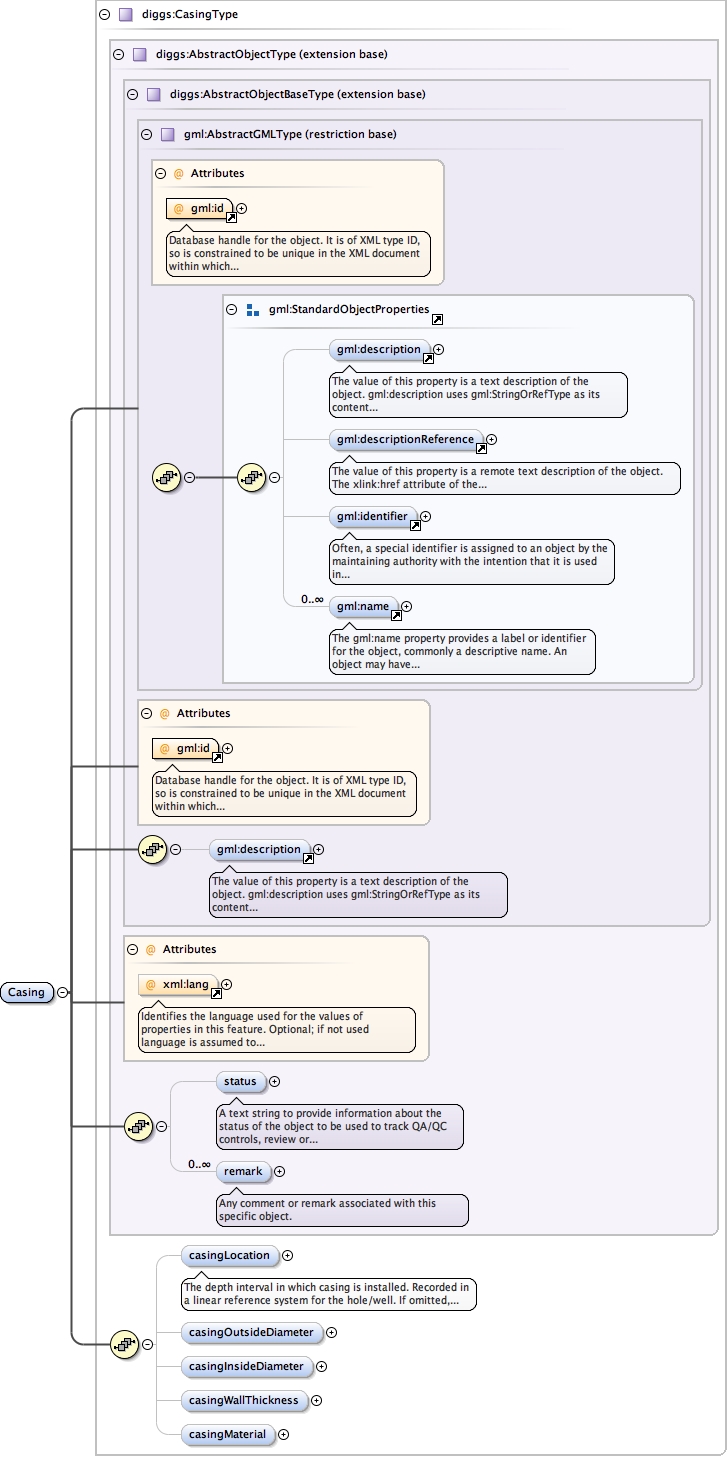 diggs:CasingType
diggs:AbstractObjectType (extension base)
diggs:AbstractObjectBaseType (extension base)
gml:AbstractGMLType (restriction base)
@ Attributes
@ gml:id
Database handle for the object. It is of XML type ID,
so is constrained to be unique in the XML document
within which...
gml:StandardObjectProperties
gml:description
The value of this property is a text description of the
object. gml:description uses gml:StringOrRefType as its
content...
gml:descriptionReference
The value of this property is a remote text description of the object.
The xlink:href attribute of the...
gml:identifier
Often, a special identifier is assigned to an object by the
maintaining authority with the intention that it is used
in...
0..∞
gml:name
The gml:name property provides a label or identifier
for the object, commonly a descriptive name. An
object may have...
@ Attributes
@ gml:id
Database handle for the object. It is of XML type ID,
so is constrained to be unique in the XML document
within which...
gml:description
The value of this property is a text description of the
object. gml:description uses gml:StringOrRefType as its
content...
@ Attributes
@ xml:lang
Identifies the language used for the values of
properties in this feature. Optional; if not used
language is assumed to...
Casing
status
A text string to provide information about the
status of the object to be used to track QA/QC
controls, review or...
0..∞
remark
Any comment or remark associated with this
specific object.
casingLocation
The depth interval in which casing is installed. Recorded in
a linear reference system for the hole/well. If omitted,...
casingOutsideDiameter
casingInsideDiameter
casingWallThickness
casingMaterial